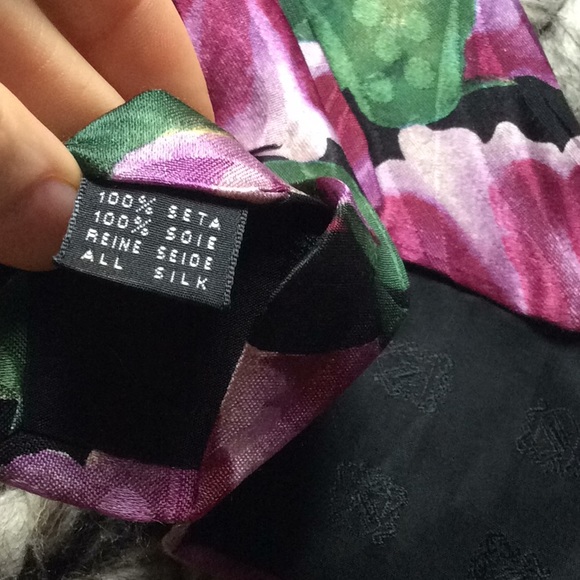 100% SETA
100% SOIE
REINE SEIDE
ALL SILK